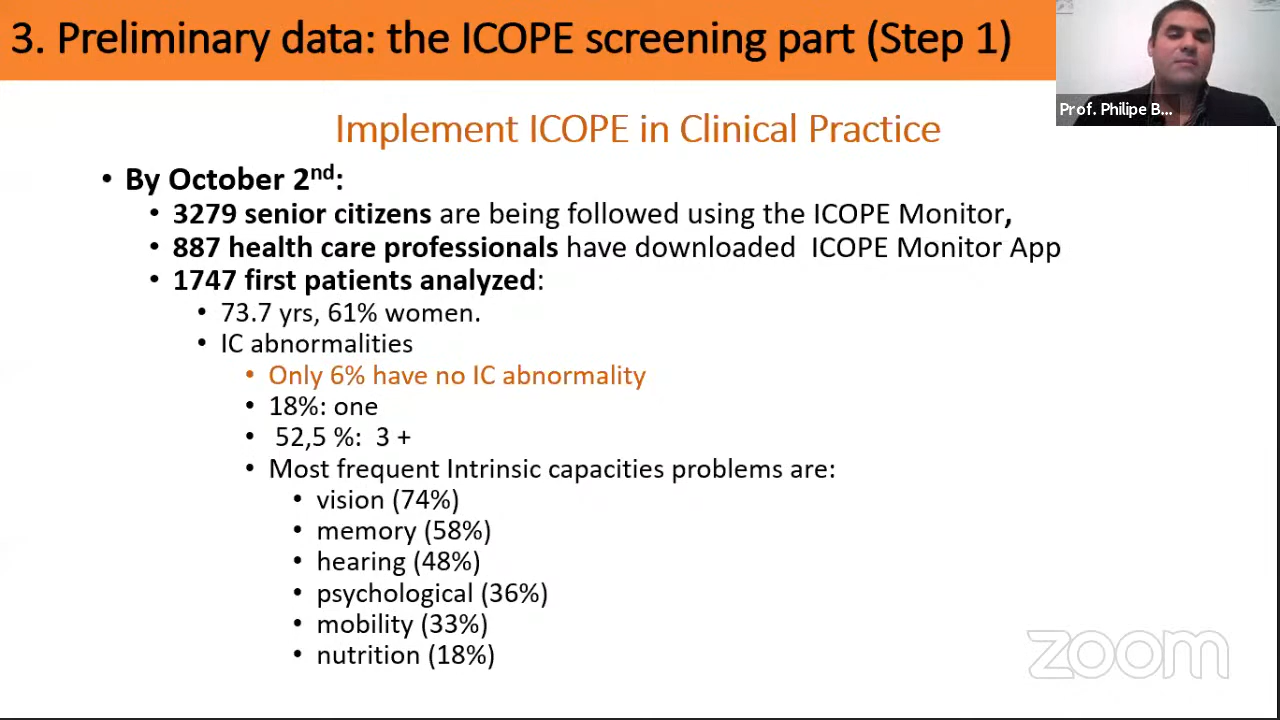 3. Preliminary data: the ICOPE screening part (Step 1)
Prof. Philipe B...
Implement ICOPE in Clinical Practice
• By October 2nd:
• 3279 senior citizens are being followed using the ICOPE Monitor,
• 887 health care professionals have downloaded ICOPE Monitor App
• 1747 first patients analyzed:
• 73.7 yrs, 61% women.
• IC abnormalities
• Only 6% have no IC abnormality
• 18%: one
• 52,5 %: 3 +
• Most frequent Intrinsic capacities problems are:
• vision (74%)
• memory (58%)
• hearing (48%)
• psychological (36%)
• mobility (33%)
• nutrition (18%)
zoom